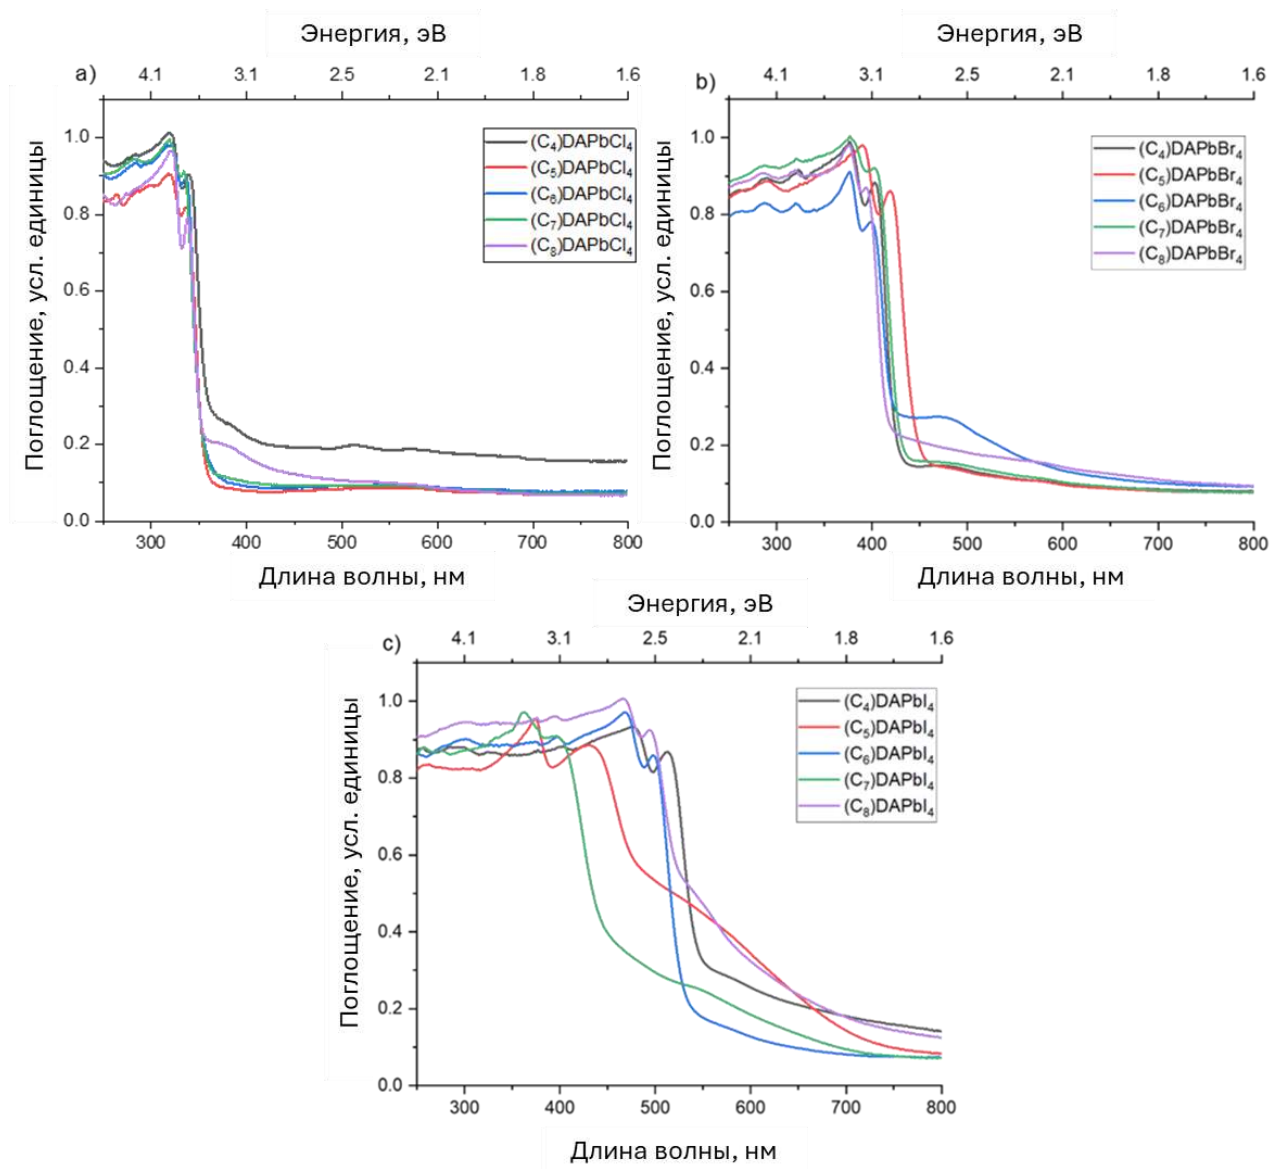 Энергия, эВ
a)
4.1 3.1 2.5 2.1 1.8 1.6
1.0
0.8
0.6
0.4
0.2
0.0
Поглощение, усл. единицы
(C₄)DAPbCl₄
(C₅)DAPbCl₄
(C₆)DAPbCl₄
(C₇)DAPbCl₄
(C₈)DAPbCl₄
300 400 500 600 700 800
Длина волны, нм
Энергия, эВ
b)
4.1 3.1 2.5 2.1 1.8 1.6
1.0
0.8
0.6
0.4
0.2
0.0
Поглощение, усл. единицы
(C₄)DAPbBr₄
(C₅)DAPbBr₄
(C₆)DAPbBr₄
(C₇)DAPbBr₄
(C₈)DAPbBr₄
300 400 500 600 700 800
Длина волны, нм
Энергия, эВ
c)
4.1 3.1 2.5 2.1 1.8 1.6
1.0
0.8
0.6
0.4
0.2
0.0
Поглощение, усл. единицы
(C₄)DAPbI₄
(C₅)DAPbI₄
(C₆)DAPbI₄
(C₇)DAPbI₄
(C₈)DAPbI₄
300 400 500 600 700 800
Длина волны, нм